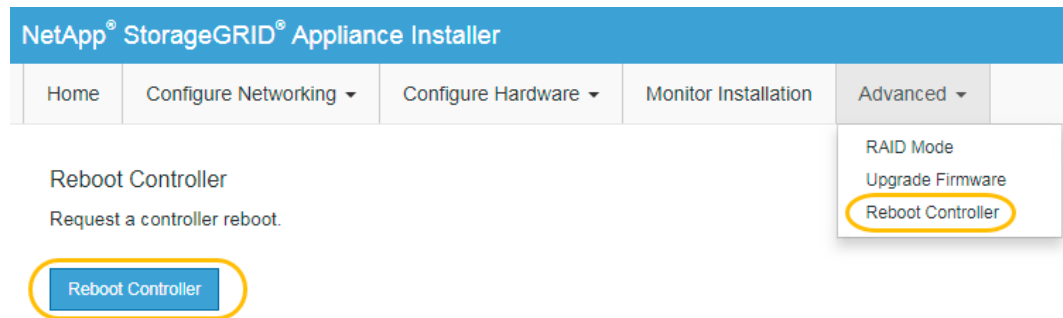 NetApp® StorageGRID® Appliance Installer
Home Configure Networking Configure Hardware Monitor Installation Advanced
RAID Mode
Upgrade Firmware
Reboot Controller
Reboot Controller
Request a controller reboot.
Reboot Controller